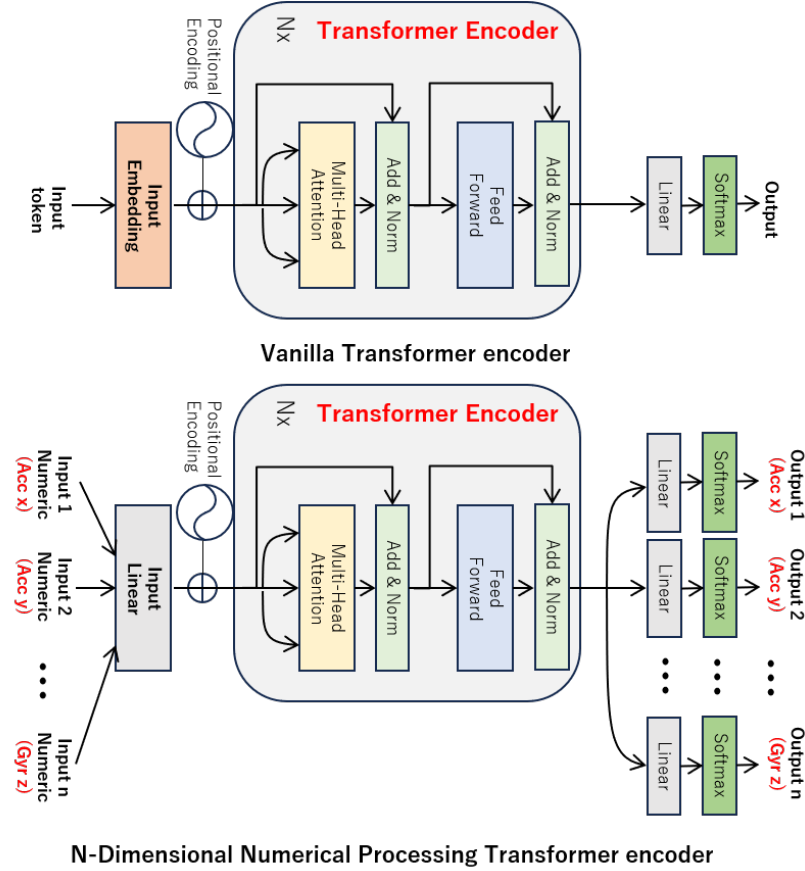 Transformer Encoder
Nx
Positional
Encoding
Input
token
Input
Embedding
Multi-Head
Attention
Add & Norm
Feed
Forward
Add & Norm
Linear
Softmax
Output
Vanilla Transformer encoder
Transformer Encoder
Nx
Positional
Encoding
Input 1
Numeric
(Acc x)
Input 2
Numeric
(Acc y)
Input n
Numeric
(Gyr z)
Input
Linear
Multi-Head
Attention
Add & Norm
Feed
Forward
Add & Norm
Linear
Softmax
Output 1
(Acc x)
Linear
Softmax
Output 2
(Acc y)
Linear
Softmax
Output n
(Gyr z)
N-Dimensional Numerical Processing Transformer encoder